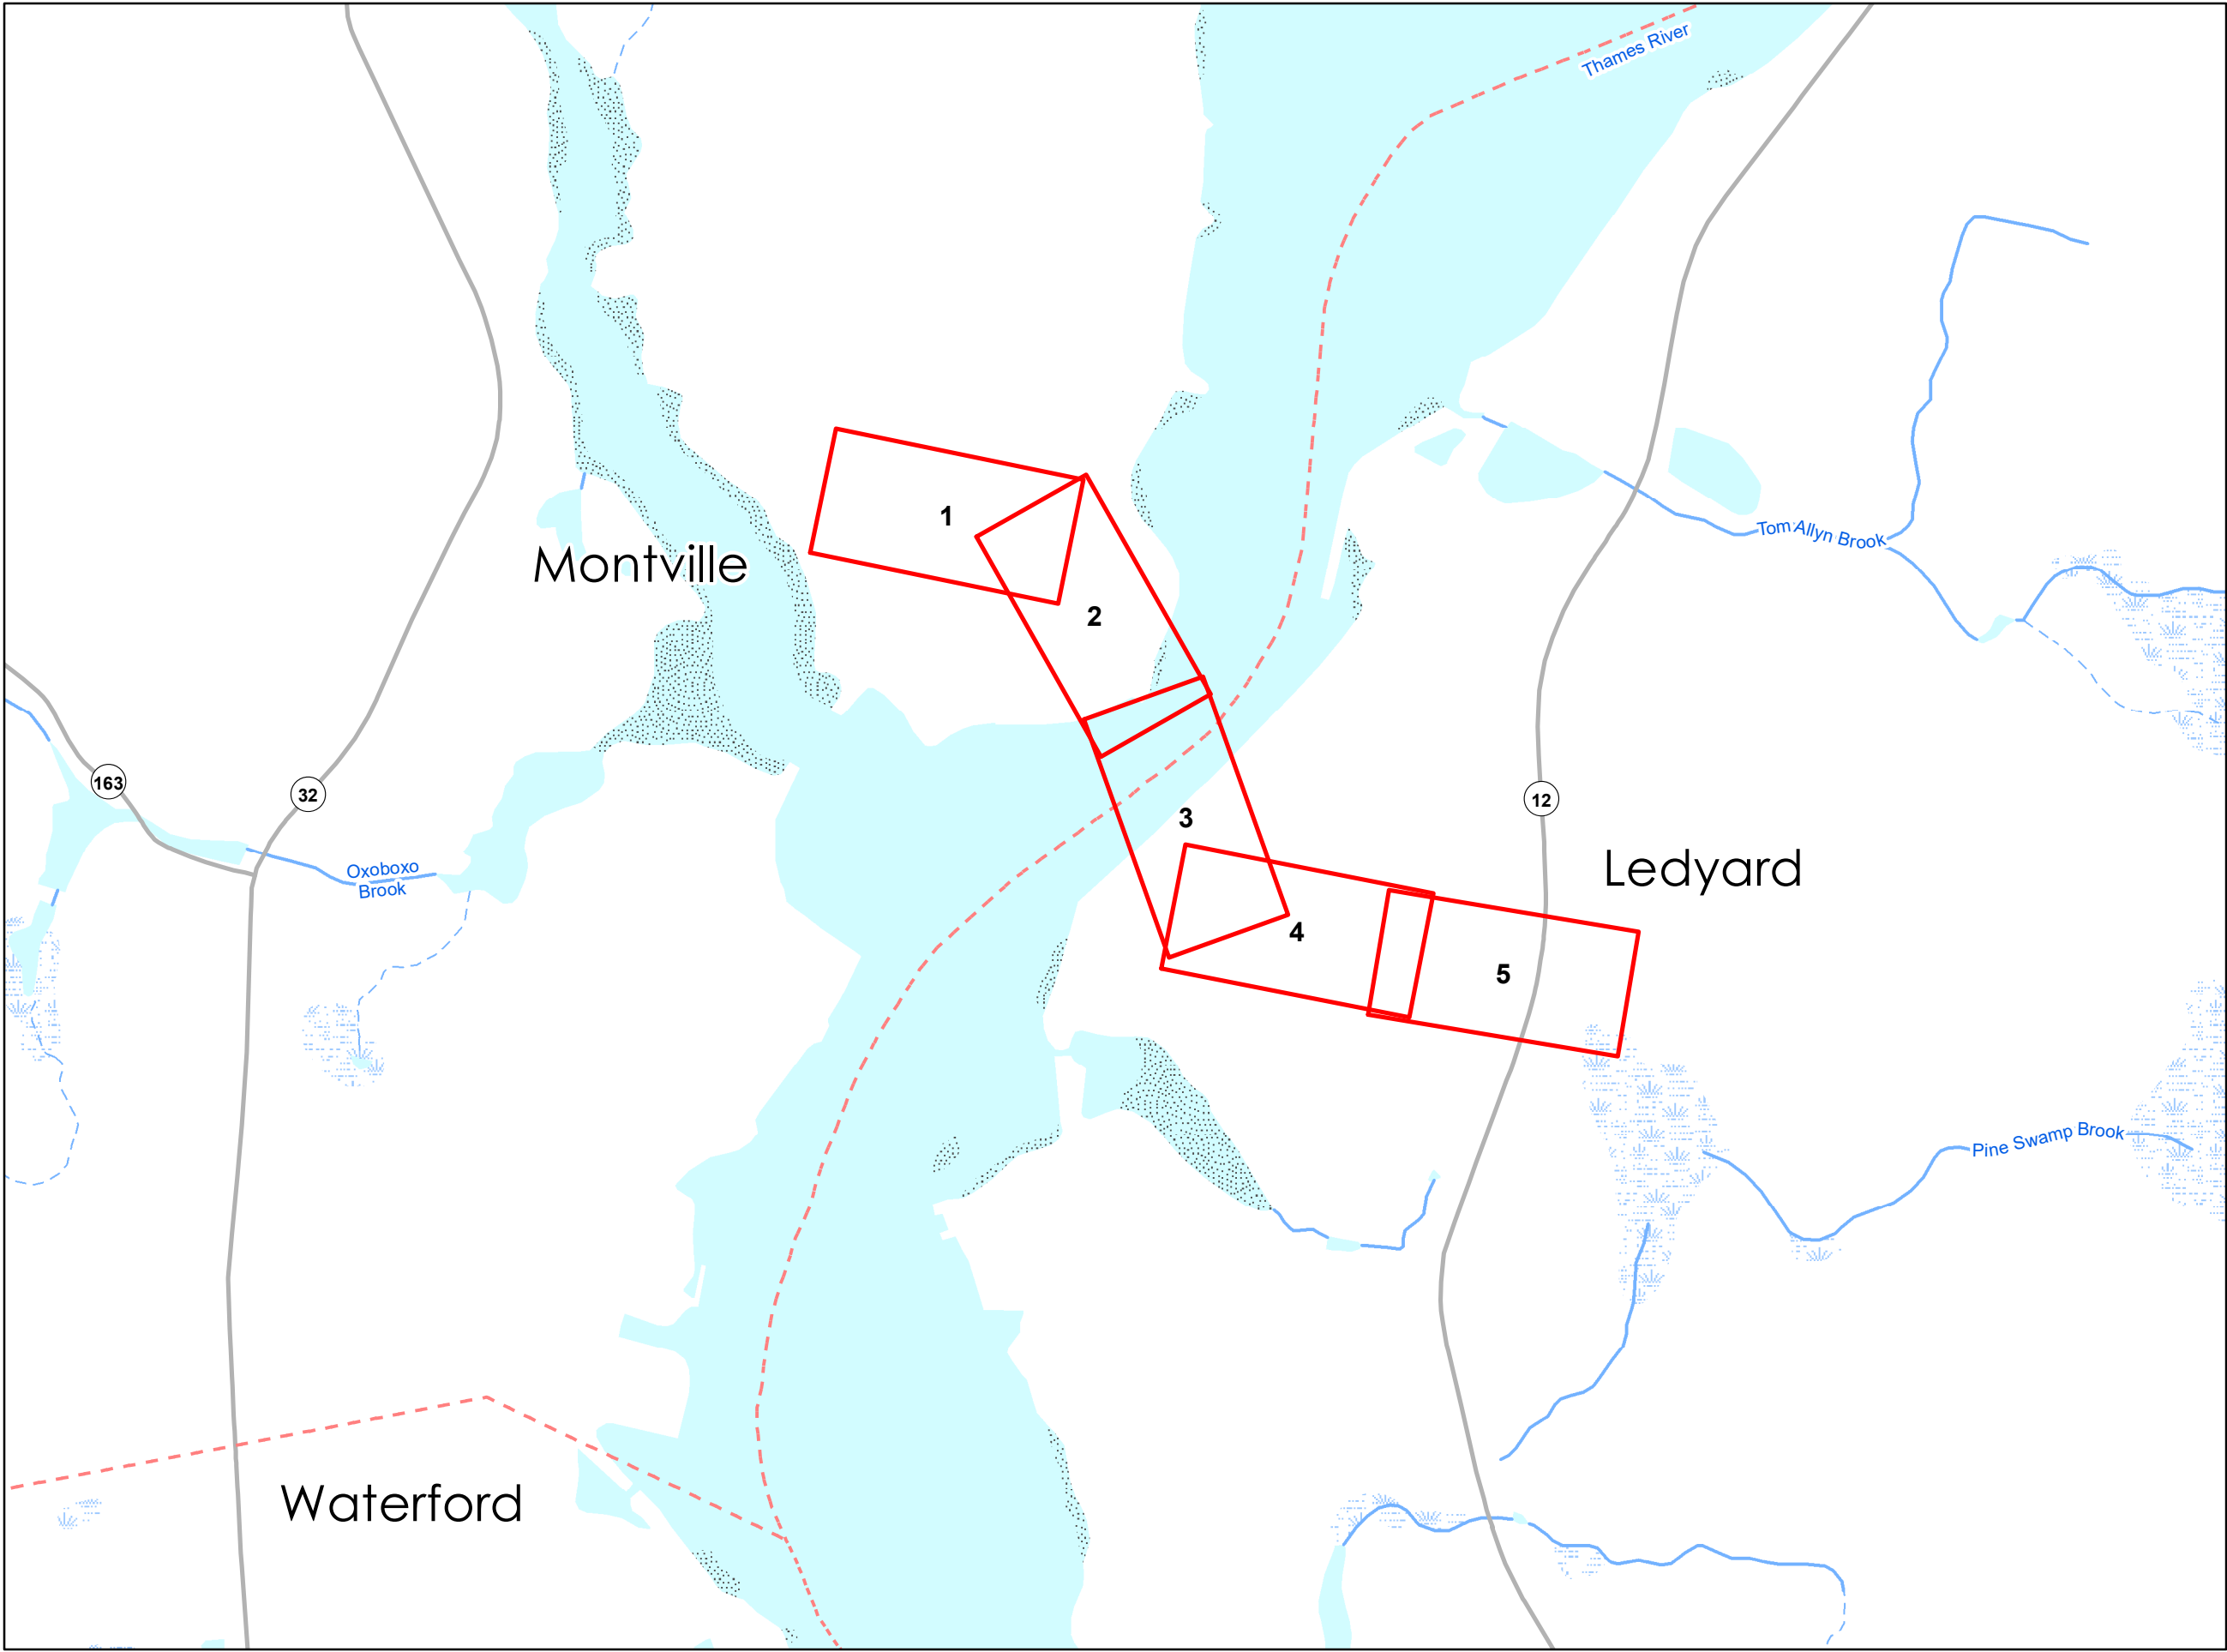 Thames River
1
Tom Allyn Brook
Montville
2
163
32
12
3
Oxoboxo
Brook
Ledyard
4
5
Pine Swamp Brook
Waterford